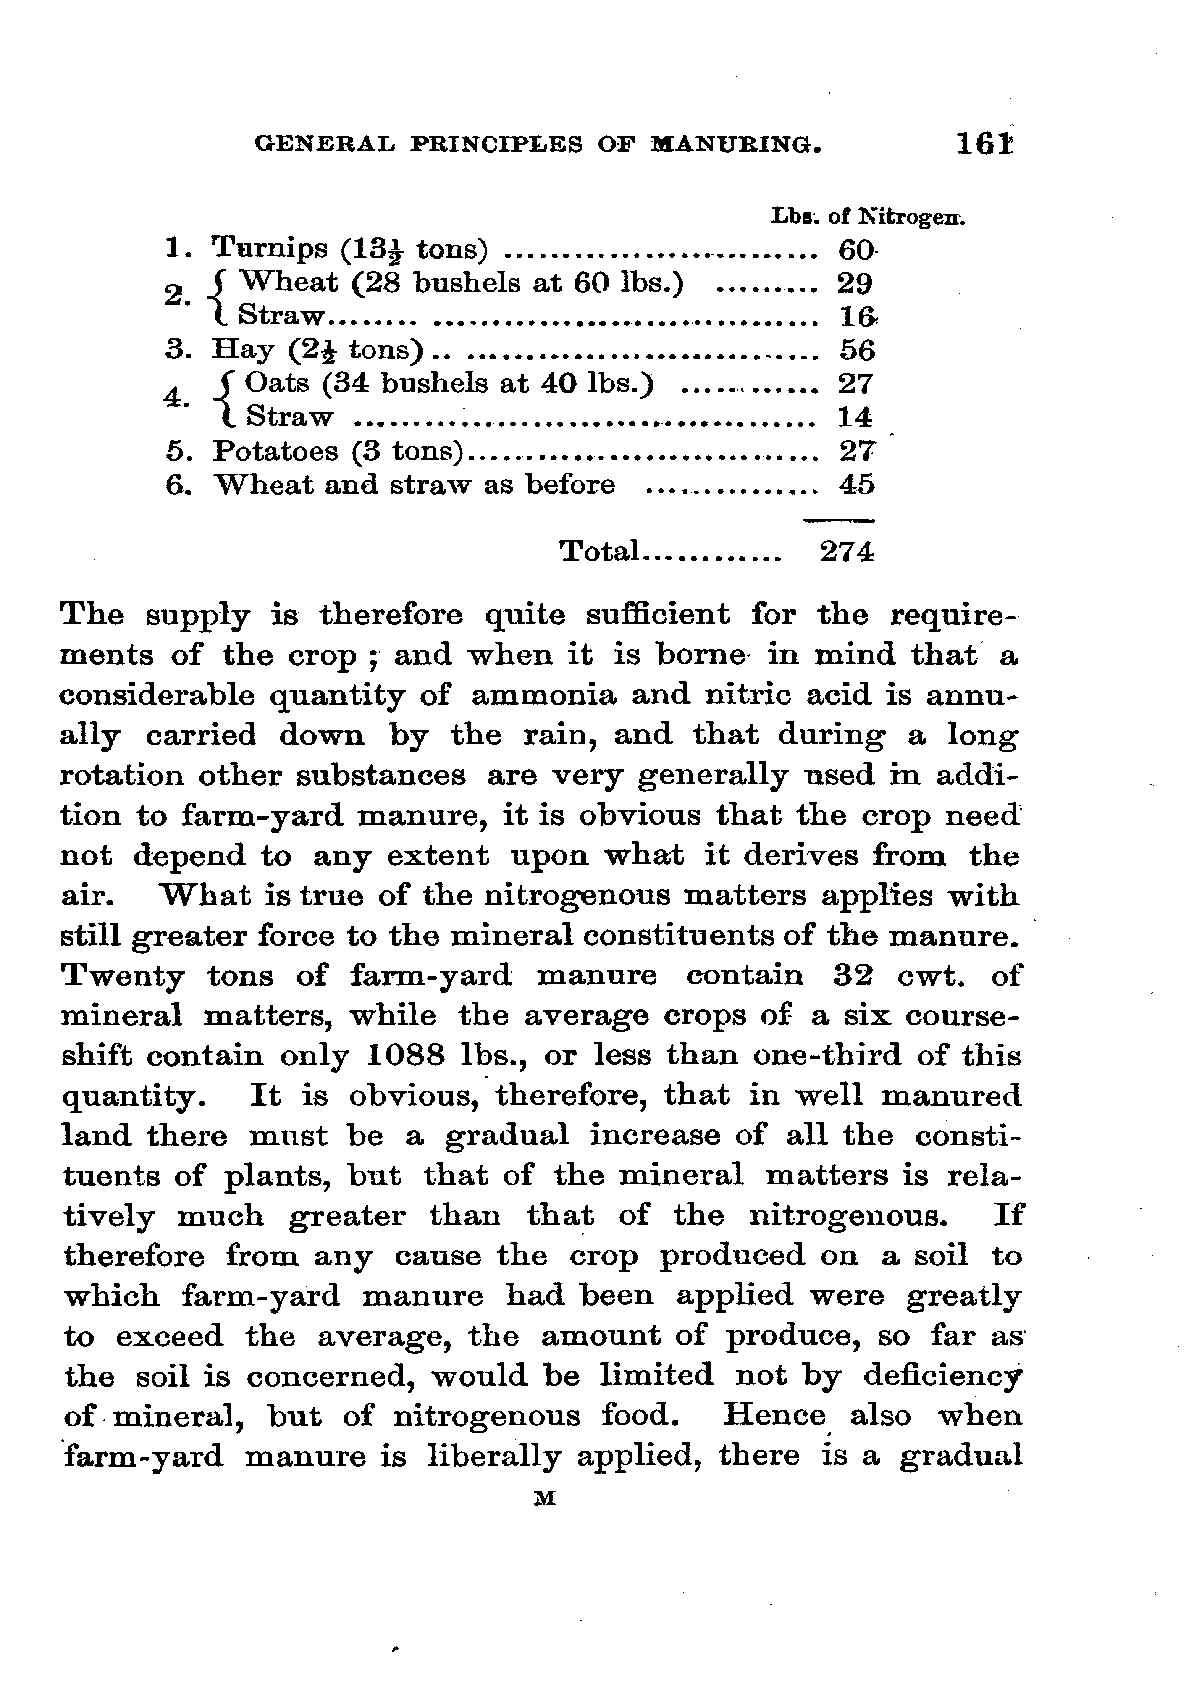 GENERAL PRINCIPLES OF MANURING. 161
Lbs. of Nitrogen.
1. Turnips (13½ tons) ........................... 60
2. { Wheat (28 bushels at 60 lbs.) ......... 29
{ Straw........ ................................. 16
3. Hay (2½ tons) .. .............................. 56
4. { Oats (34 bushels at 40 lbs.) ............ 27
{ Straw ....................................... 14
5. Potatoes (3 tons).............................. 27
6. Wheat and straw as before ............... 45
Total............ 274
The supply is therefore quite sufficient for the require-
ments of the crop ; and when it is borne in mind that a
considerable quantity of ammonia and nitric acid is annu-
ally carried down by the rain, and that during a long
rotation other substances are very generally used in addi-
tion to farm-yard manure, it is obvious that the crop need
not depend to any extent upon what it derives from the
air. What is true of the nitrogenous matters applies with
still greater force to the mineral constituents of the manure.
Twenty tons of farm-yard manure contain 32 cwt. of
mineral matters, while the average crops of a six course-
shift contain only 1088 lbs., or less than one-third of this
quantity. It is obvious, therefore, that in well manured
land there must be a gradual increase of all the consti-
tuents of plants, but that of the mineral matters is rela-
tively much greater than that of the nitrogenous. If
therefore from any cause the crop produced on a soil to
which farm-yard manure had been applied were greatly
to exceed the average, the amount of produce, so far as
the soil is concerned, would be limited not by deficiency
of mineral, but of nitrogenous food. Hence also when
farm-yard manure is liberally applied, there is a gradual
M